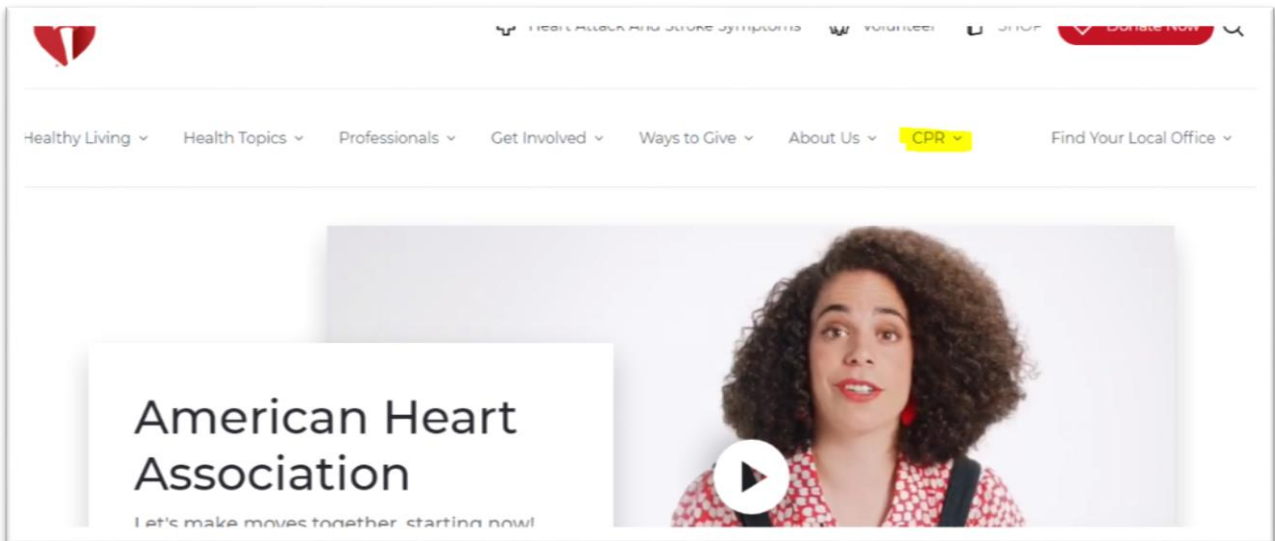 Heart Attack And Stroke Symptoms Volunteer SHOP Donate Now
Healthy Living Health Topics Professionals Get Involved Ways to Give About Us CPR Find Your Local Office
American Heart
Association
Let's make moves together, starting now!